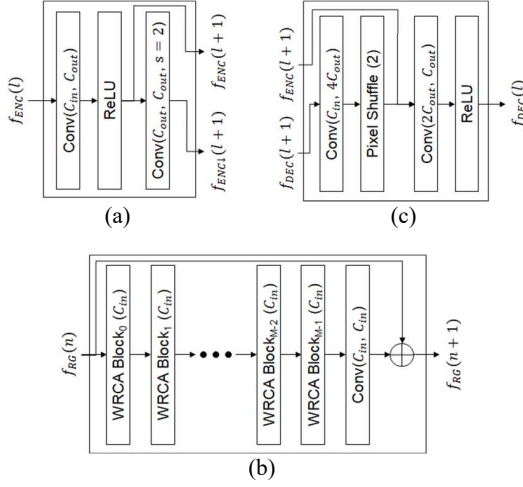 f_ENC(l)
Conv(C_in, C_out)
ReLU
Conv(C_out, C_out, s = 2)
f_ENC(l + 1)
f_ENC↓(l + 1)
(a)
f_ENC(l + 1)
f_DEC(l + 1)
Conv(C_in, 4C_out)
Pixel Shuffle (2)
Conv(2C_out, C_out)
ReLU
f_DEC(l)
(c)
f_RG(n)
WRCA Block_0 (C_in)
WRCA Block_1 (C_in)
WRCA Block_M-2 (C_in)
WRCA Block_M-1 (C_in)
Conv(C_in, C_in)
f_RG(n + 1)
(b)